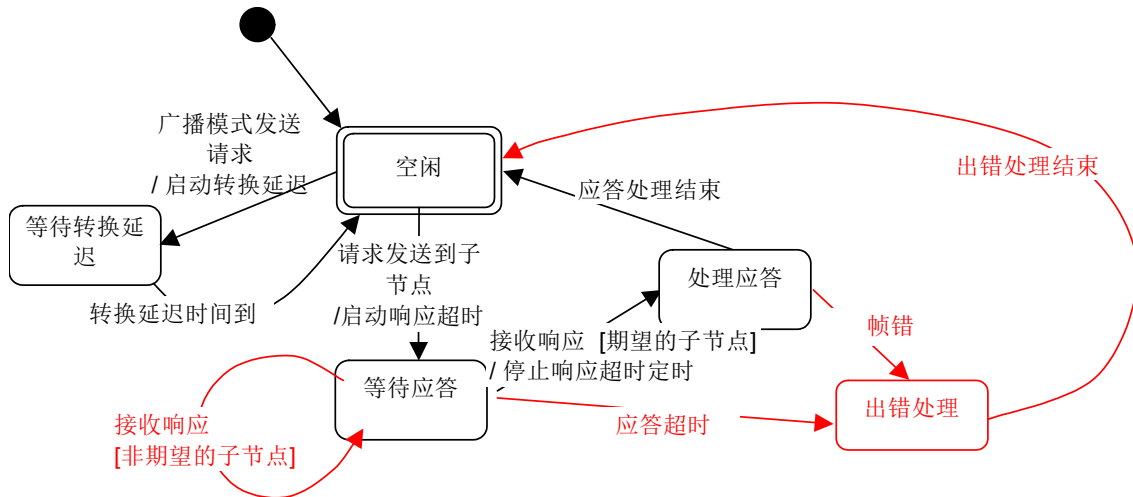 广播模式发送
请求
/ 启动转换延迟
空闲
出错处理结束
应答处理结束
等待转换延
迟
请求发送到子
节点
/启动响应超时
处理应答
转换延迟时间到
接收响应 [期望的子节点]
/ 停止响应超时定时
帧错
等待应答
出错处理
接收响应
[非期望的子节点]
应答超时